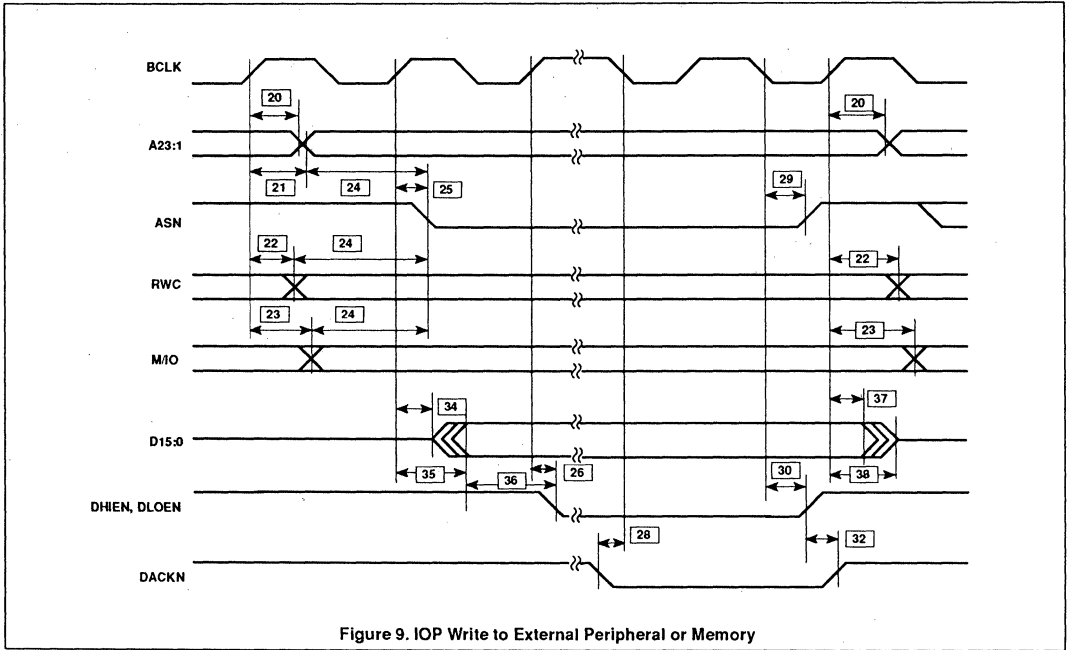 BCLK
20 20
A23:1
21 24 25 29
ASN
22 24 22
RWC
23 24 23
M/IO
34 37
D15:0
35 36 26 30 38
DHIEN, DLOEN
28 32
DACKN
Figure 9. IOP Write to External Peripheral or Memory